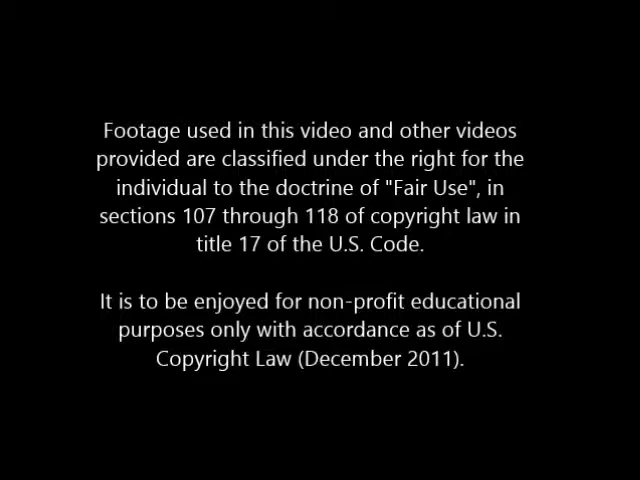 Footage used in this video and other videos
provided are classified under the right for the
individual to the doctrine of "Fair Use", in
sections 107 through 118 of copyright law in
title 17 of the U.S. Code.
It is to be enjoyed for non-profit educational
purposes only with accordance as of U.S.
Copyright Law (December 2011).